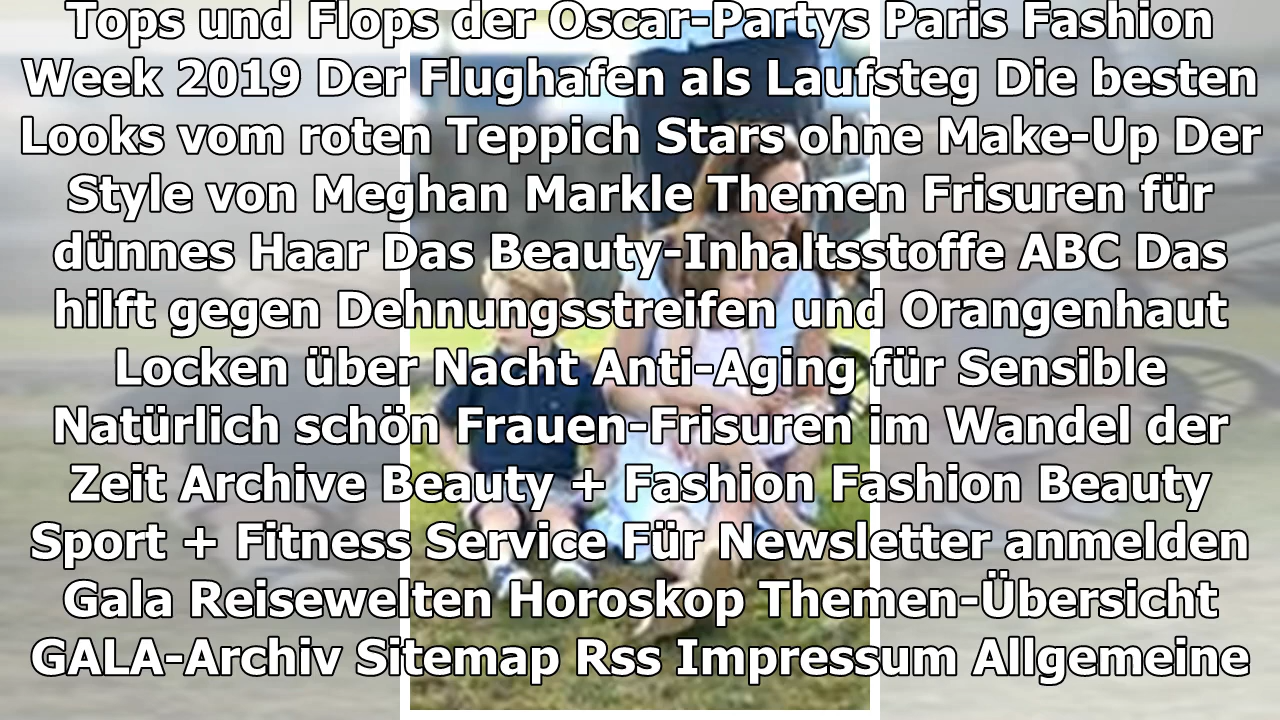 Tops und Flops der Oscar-Partys Paris Fashion
Week 2019 Der Flughafen als Laufsteg Die besten
Looks vom roten Teppich Stars ohne Make-Up Der
Style von Meghan Markle Themen Frisuren für
dünnes Haar Das Beauty-Inhaltsstoffe ABC Das
hilft gegen Dehnungsstreifen und Orangenhaut
Locken über Nacht Anti-Aging für Sensible
Natürlich schön Frauen-Frisuren im Wandel der
Zeit Archive Beauty + Fashion Fashion Beauty
Sport + Fitness Service Für Newsletter anmelden
Gala Reisewelten Horoskop Themen-Übersicht
GALA-Archiv Sitemap Rss Impressum Allgemeine